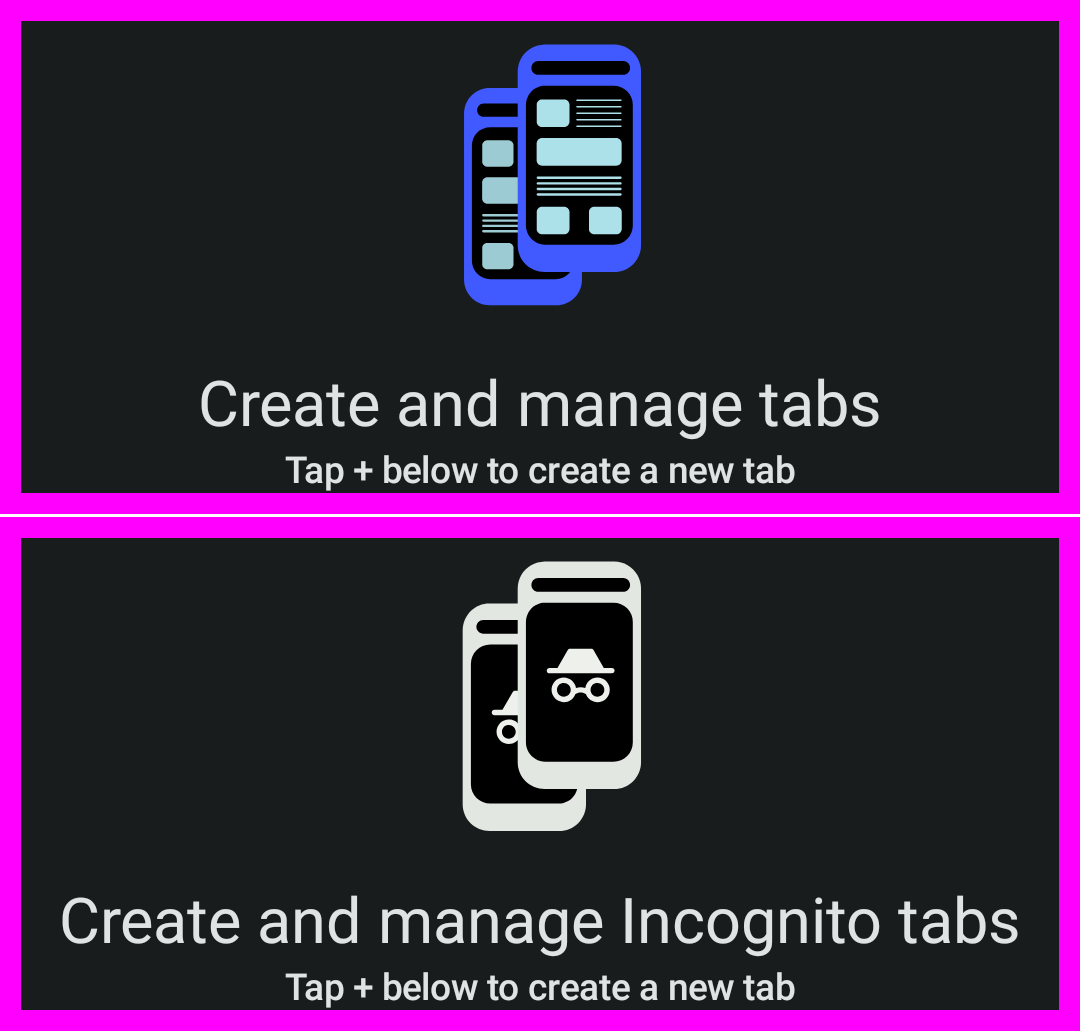 Create and manage tabs
Tap + below to create a new tab
Create and manage Incognito tabs
Tap + below to create a new tab